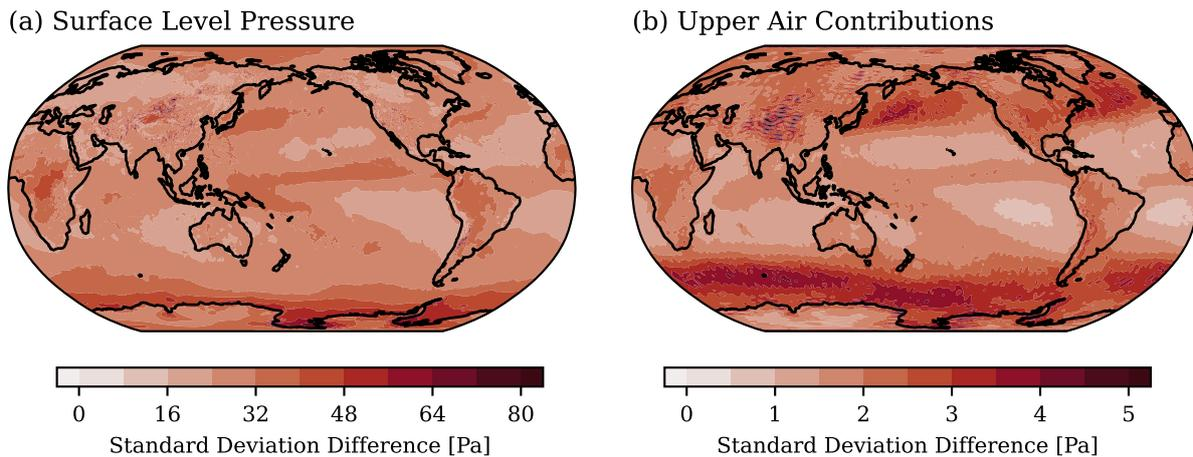 (a) Surface Level Pressure
(b) Upper Air Contributions
0 16 32 48 64 80
Standard Deviation Difference [Pa]
0 1 2 3 4 5
Standard Deviation Difference [Pa]